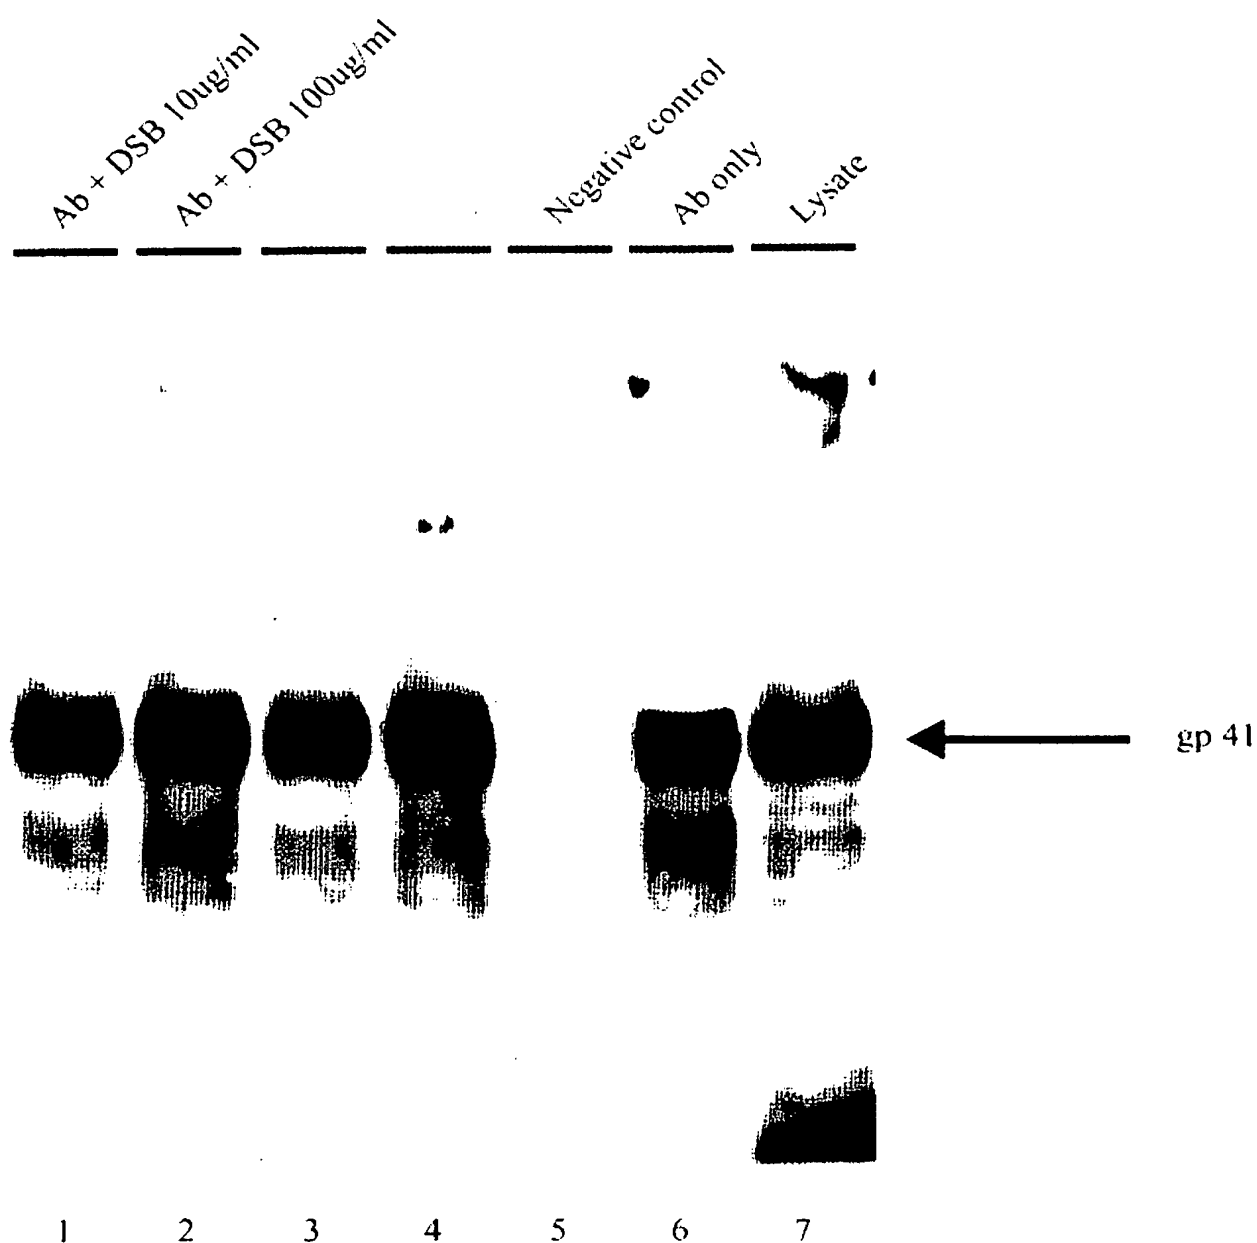 Ab + DSB 10ug/ml
Ab + DSB 100ug/ml
Negative control
Ab only
Lysate
gp 41
1 2 3 4 5 6 7